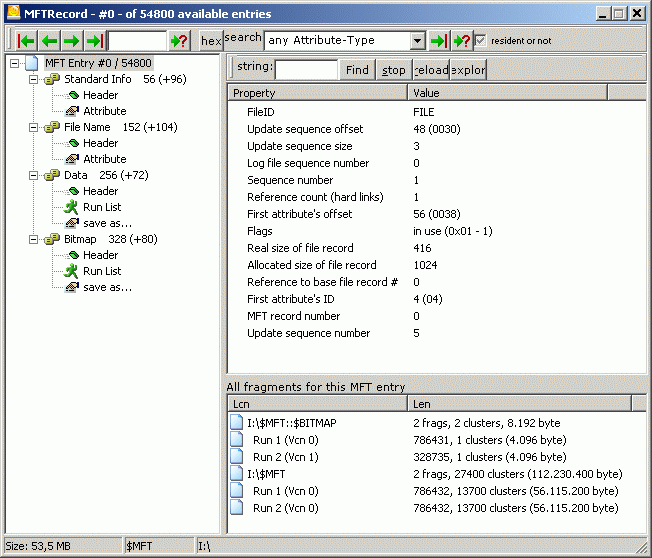 MFTRecord - #0 - of 54800 available entries
hex search any Attribute-Type resident or not
MFT Entry #0 / 54800
Standard Info 56 (+96)
Header
Attribute
File Name 152 (+104)
Header
Attribute
Data 256 (+72)
Header
Run List
save as...
Bitmap 328 (+80)
Header
Run List
save as...
string: Find stop reload explor
Property Value
FileID FILE
Update sequence offset 48 (0030)
Update sequence size 3
Log file sequence number 0
Sequence number 1
Reference count (hard links) 1
First attribute's offset 56 (0038)
Flags in use (0x01 - 1)
Real size of file record 416
Allocated size of file record 1024
Reference to base file record # 0
First attribute's ID 4 (04)
MFT record number 0
Update sequence number 5
All fragments for this MFT entry
Lcn Len
I:\$MFT::$BITMAP 2 frags, 2 clusters, 8.192 byte
Run 1 (Vcn 0) 786431, 1 clusters (4.096 byte)
Run 2 (Vcn 1) 328735, 1 clusters (4.096 byte)
I:\$MFT 2 frags, 27400 clusters (112.230.400 byte)
Run 1 (Vcn 0) 786432, 13700 clusters (56.115.200 byte)
Run 2 (Vcn 0) 786432, 13700 clusters (56.115.200 byte)
Size: 53,5 MB $MFT I:\